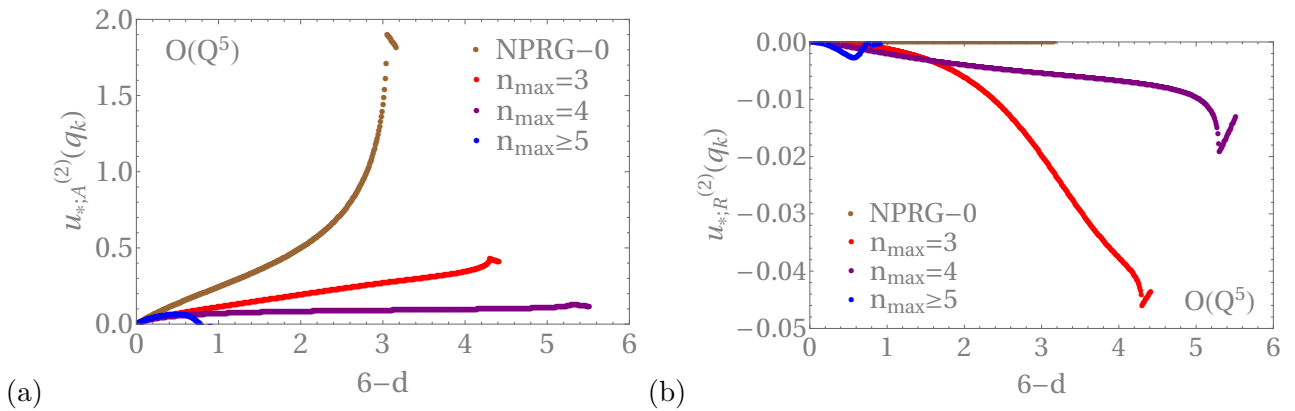 O(Q⁵)
NPRG-0
n_max=3
n_max=4
n_max≥5
2.0
1.5
1.0
0.5
0.0
u_{*;A}^{(2)}(q_k)
0 1 2 3 4 5 6
6−d
(a)
0.00
−0.01
−0.02
−0.03
−0.04
−0.05
u_{*;R}^{(2)}(q_k)
NPRG-0
n_max=3
n_max=4
n_max≥5
O(Q⁵)
0 1 2 3 4 5 6
6−d
(b)